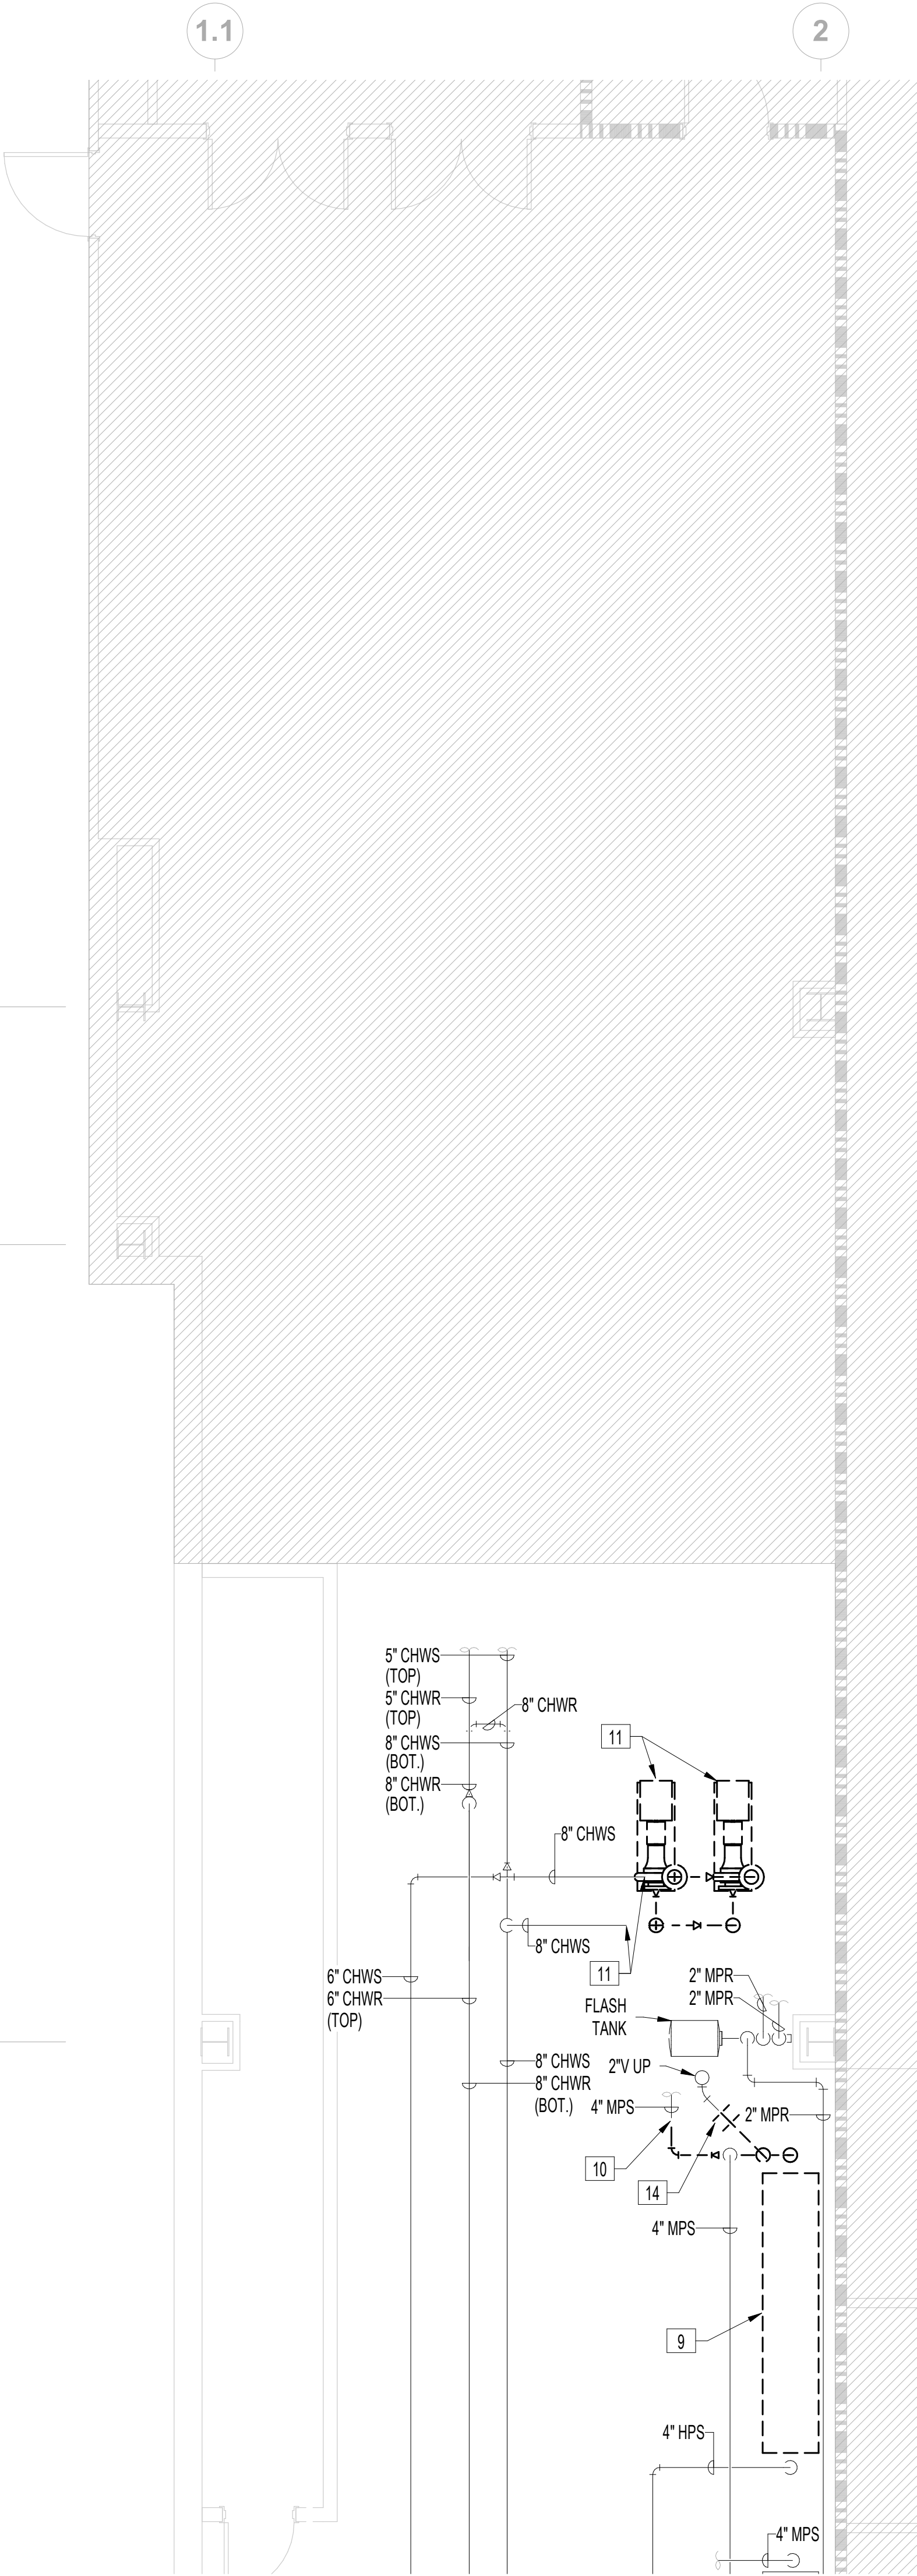 1.1
2
5" CHWS
(TOP)
5" CHWR
(TOP)
8" CHWR
8" CHWS
(BOT.)
8" CHWR
(BOT.)
11
8" CHWS
8" CHWS
11
6" CHWS
6" CHWR
(TOP)
2" MPR
2" MPR
FLASH
TANK
8" CHWS
8" CHWR
(BOT.)
2"V UP
4" MPS
2" MPR
10
14
4" MPS
9
4" HPS
4" MPS